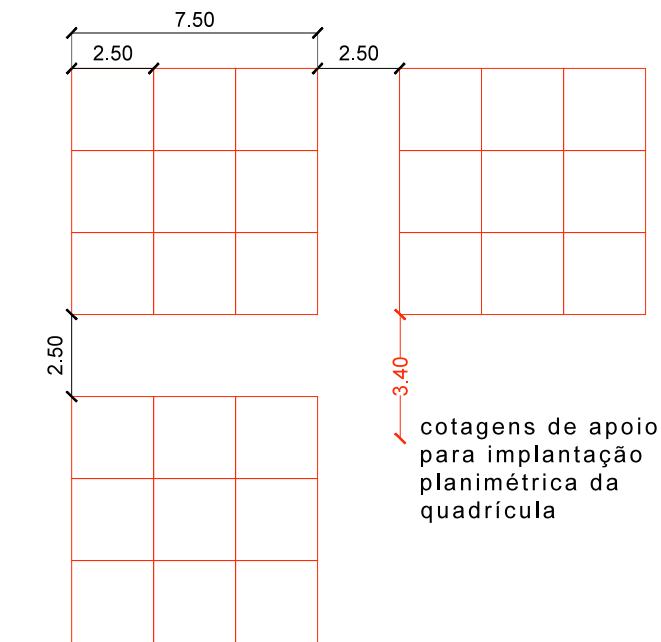 7.50
2.50
2.50
2.50
3.40
cotagens de apoio
para implantação
planimétrica da
quadrícula